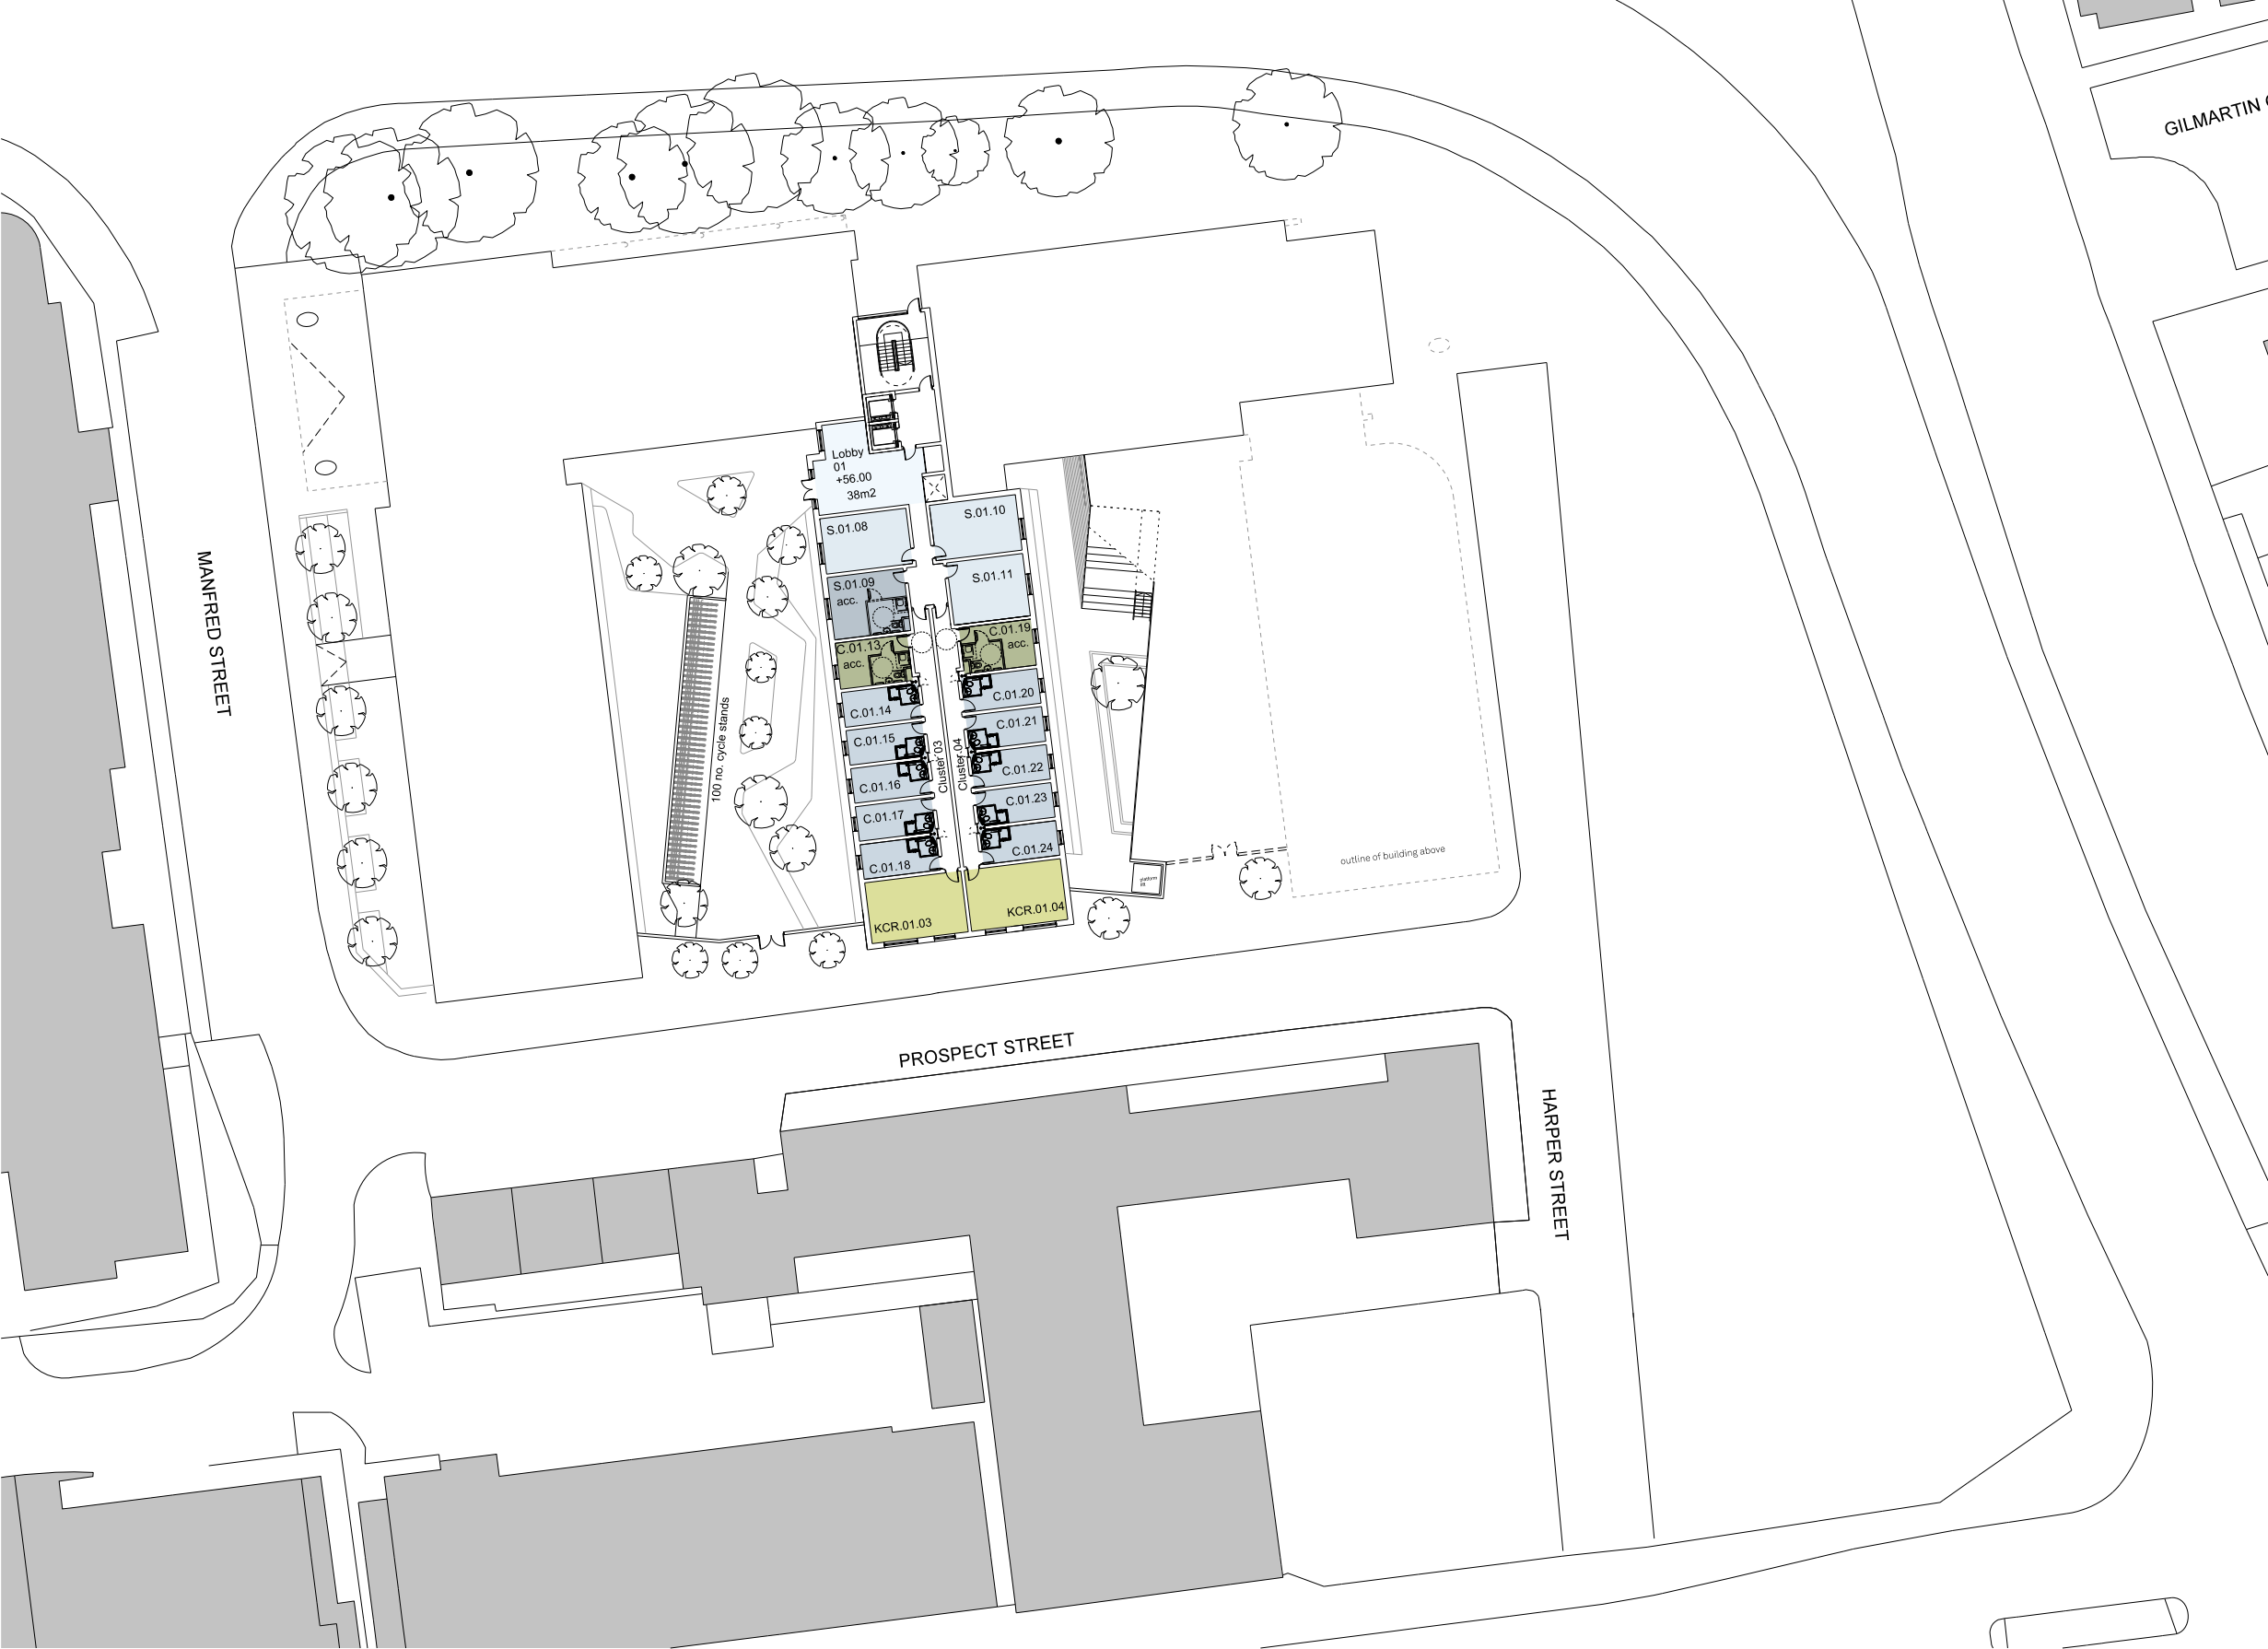 GILMARTIN
MANFRED STREET
Lobby
01
+56.00
38m2
S.01.08
S.01.10
S.01.09
acc.
S.01.11
C.01.13
acc.
C.01.19
acc.
C.01.14
C.01.20
C.01.15
C.01.21
C.01.16
C.01.22
C.01.17
C.01.23
C.01.18
C.01.24
Cluster 03
Cluster 04
100 no. cycle stands
KCR.01.03
KCR.01.04
platform
outline of building above
PROSPECT STREET
HARPER STREET